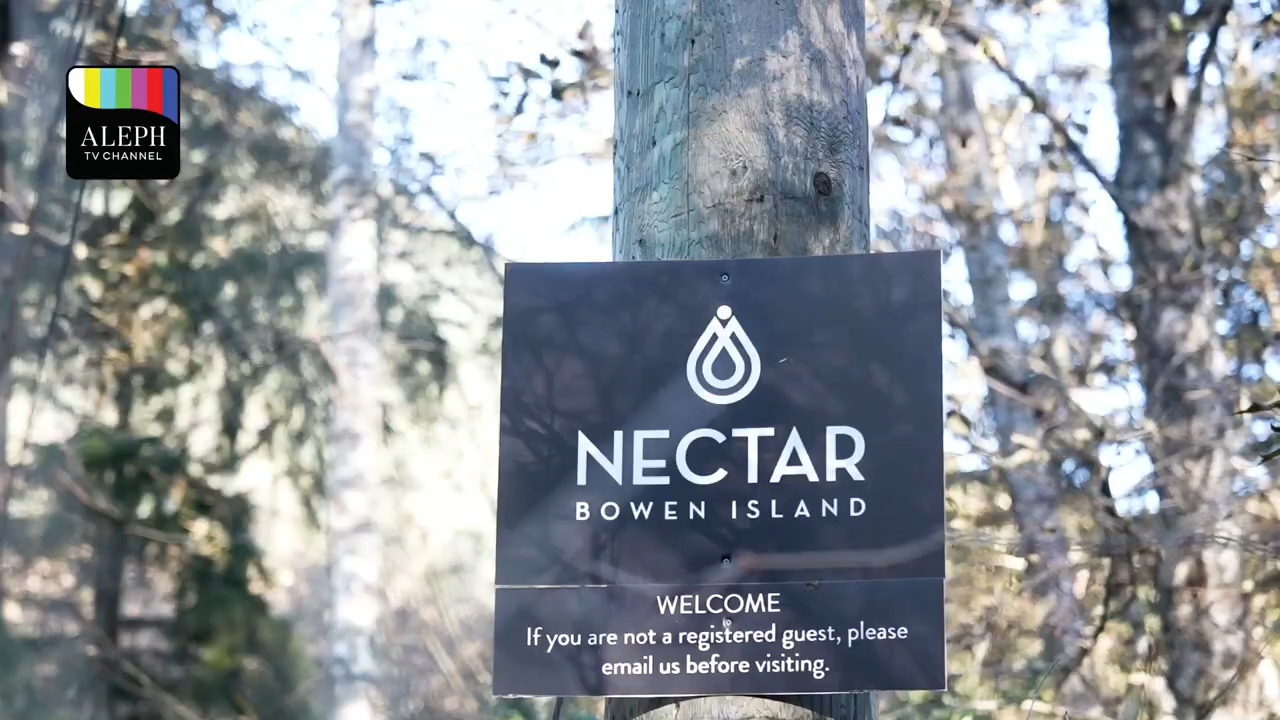 ALEPH
TV CHANNEL
NECTAR
BOWEN ISLAND
WELCOME
If you are not a registered guest, please
email us before visiting.